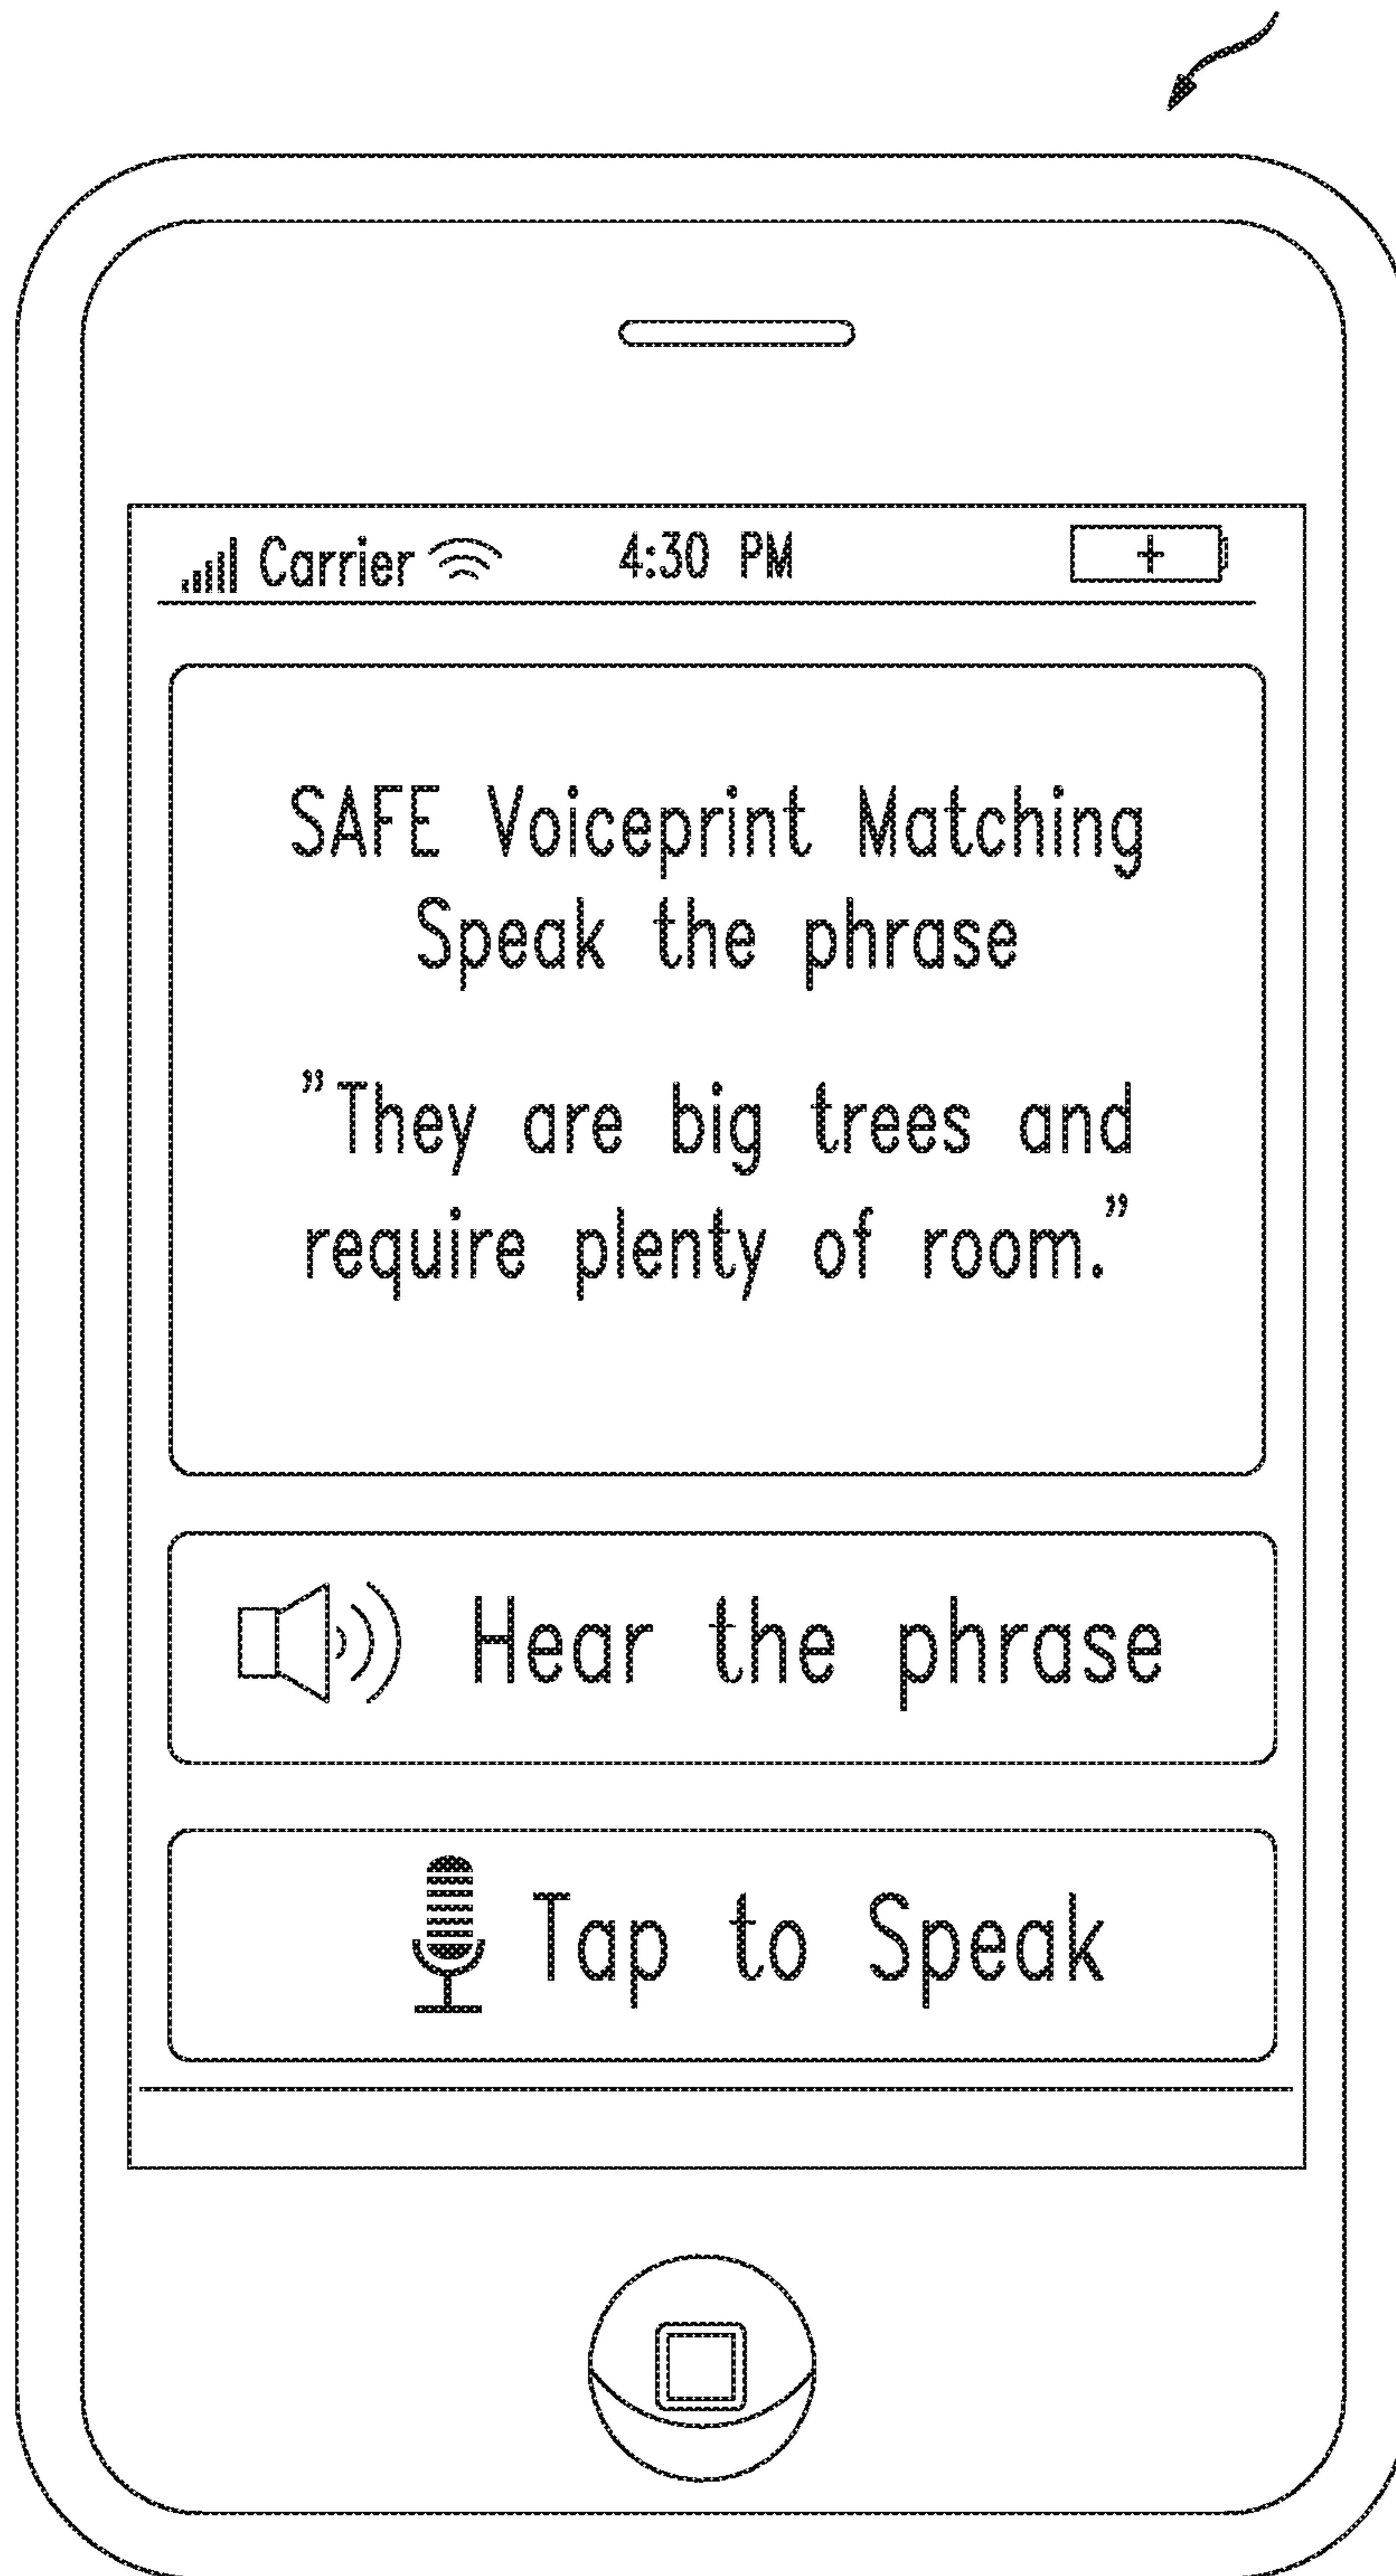 Carrier 4:30 PM
SAFE Voiceprint Matching
Speak the phrase
”They are big trees and
require plenty of room.”
Hear the phrase
Tap to Speak